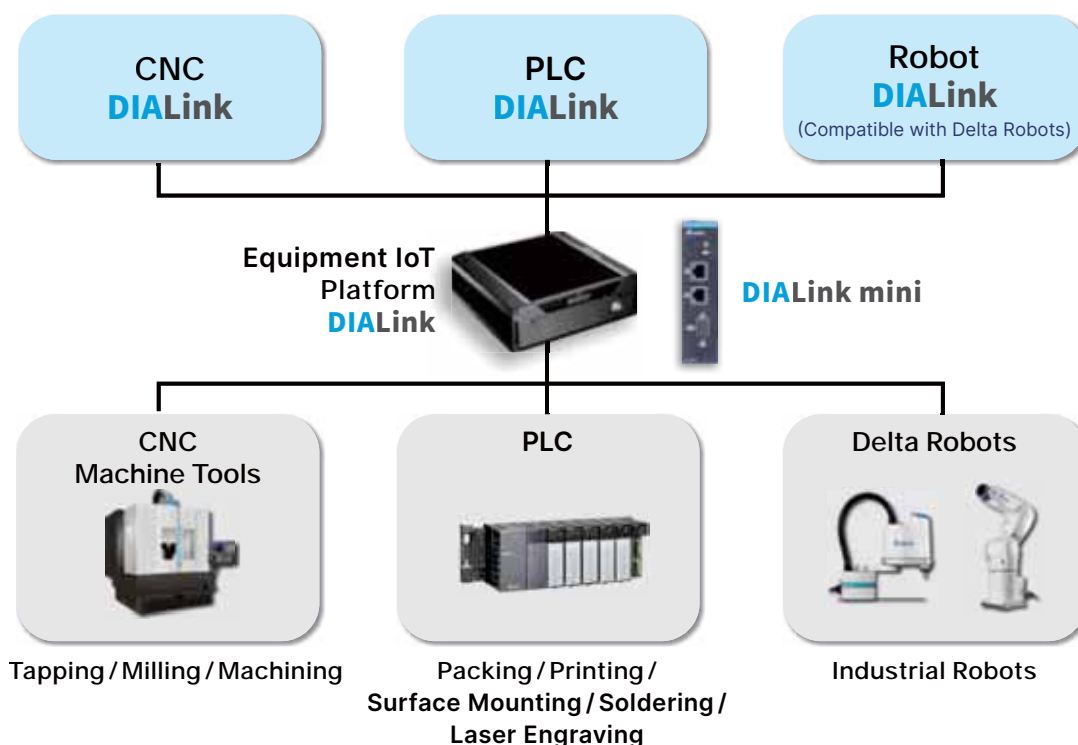 CNC
DIALink
PLC
DIALink
Robot
DIALink
(Compatible with Delta Robots)
Equipment IoT
Platform
DIALink
DIALink mini
CNC
Machine Tools
PLC
Delta Robots
Tapping / Milling / Machining
Packing / Printing /
Surface Mounting / Soldering /
Laser Engraving
Industrial Robots